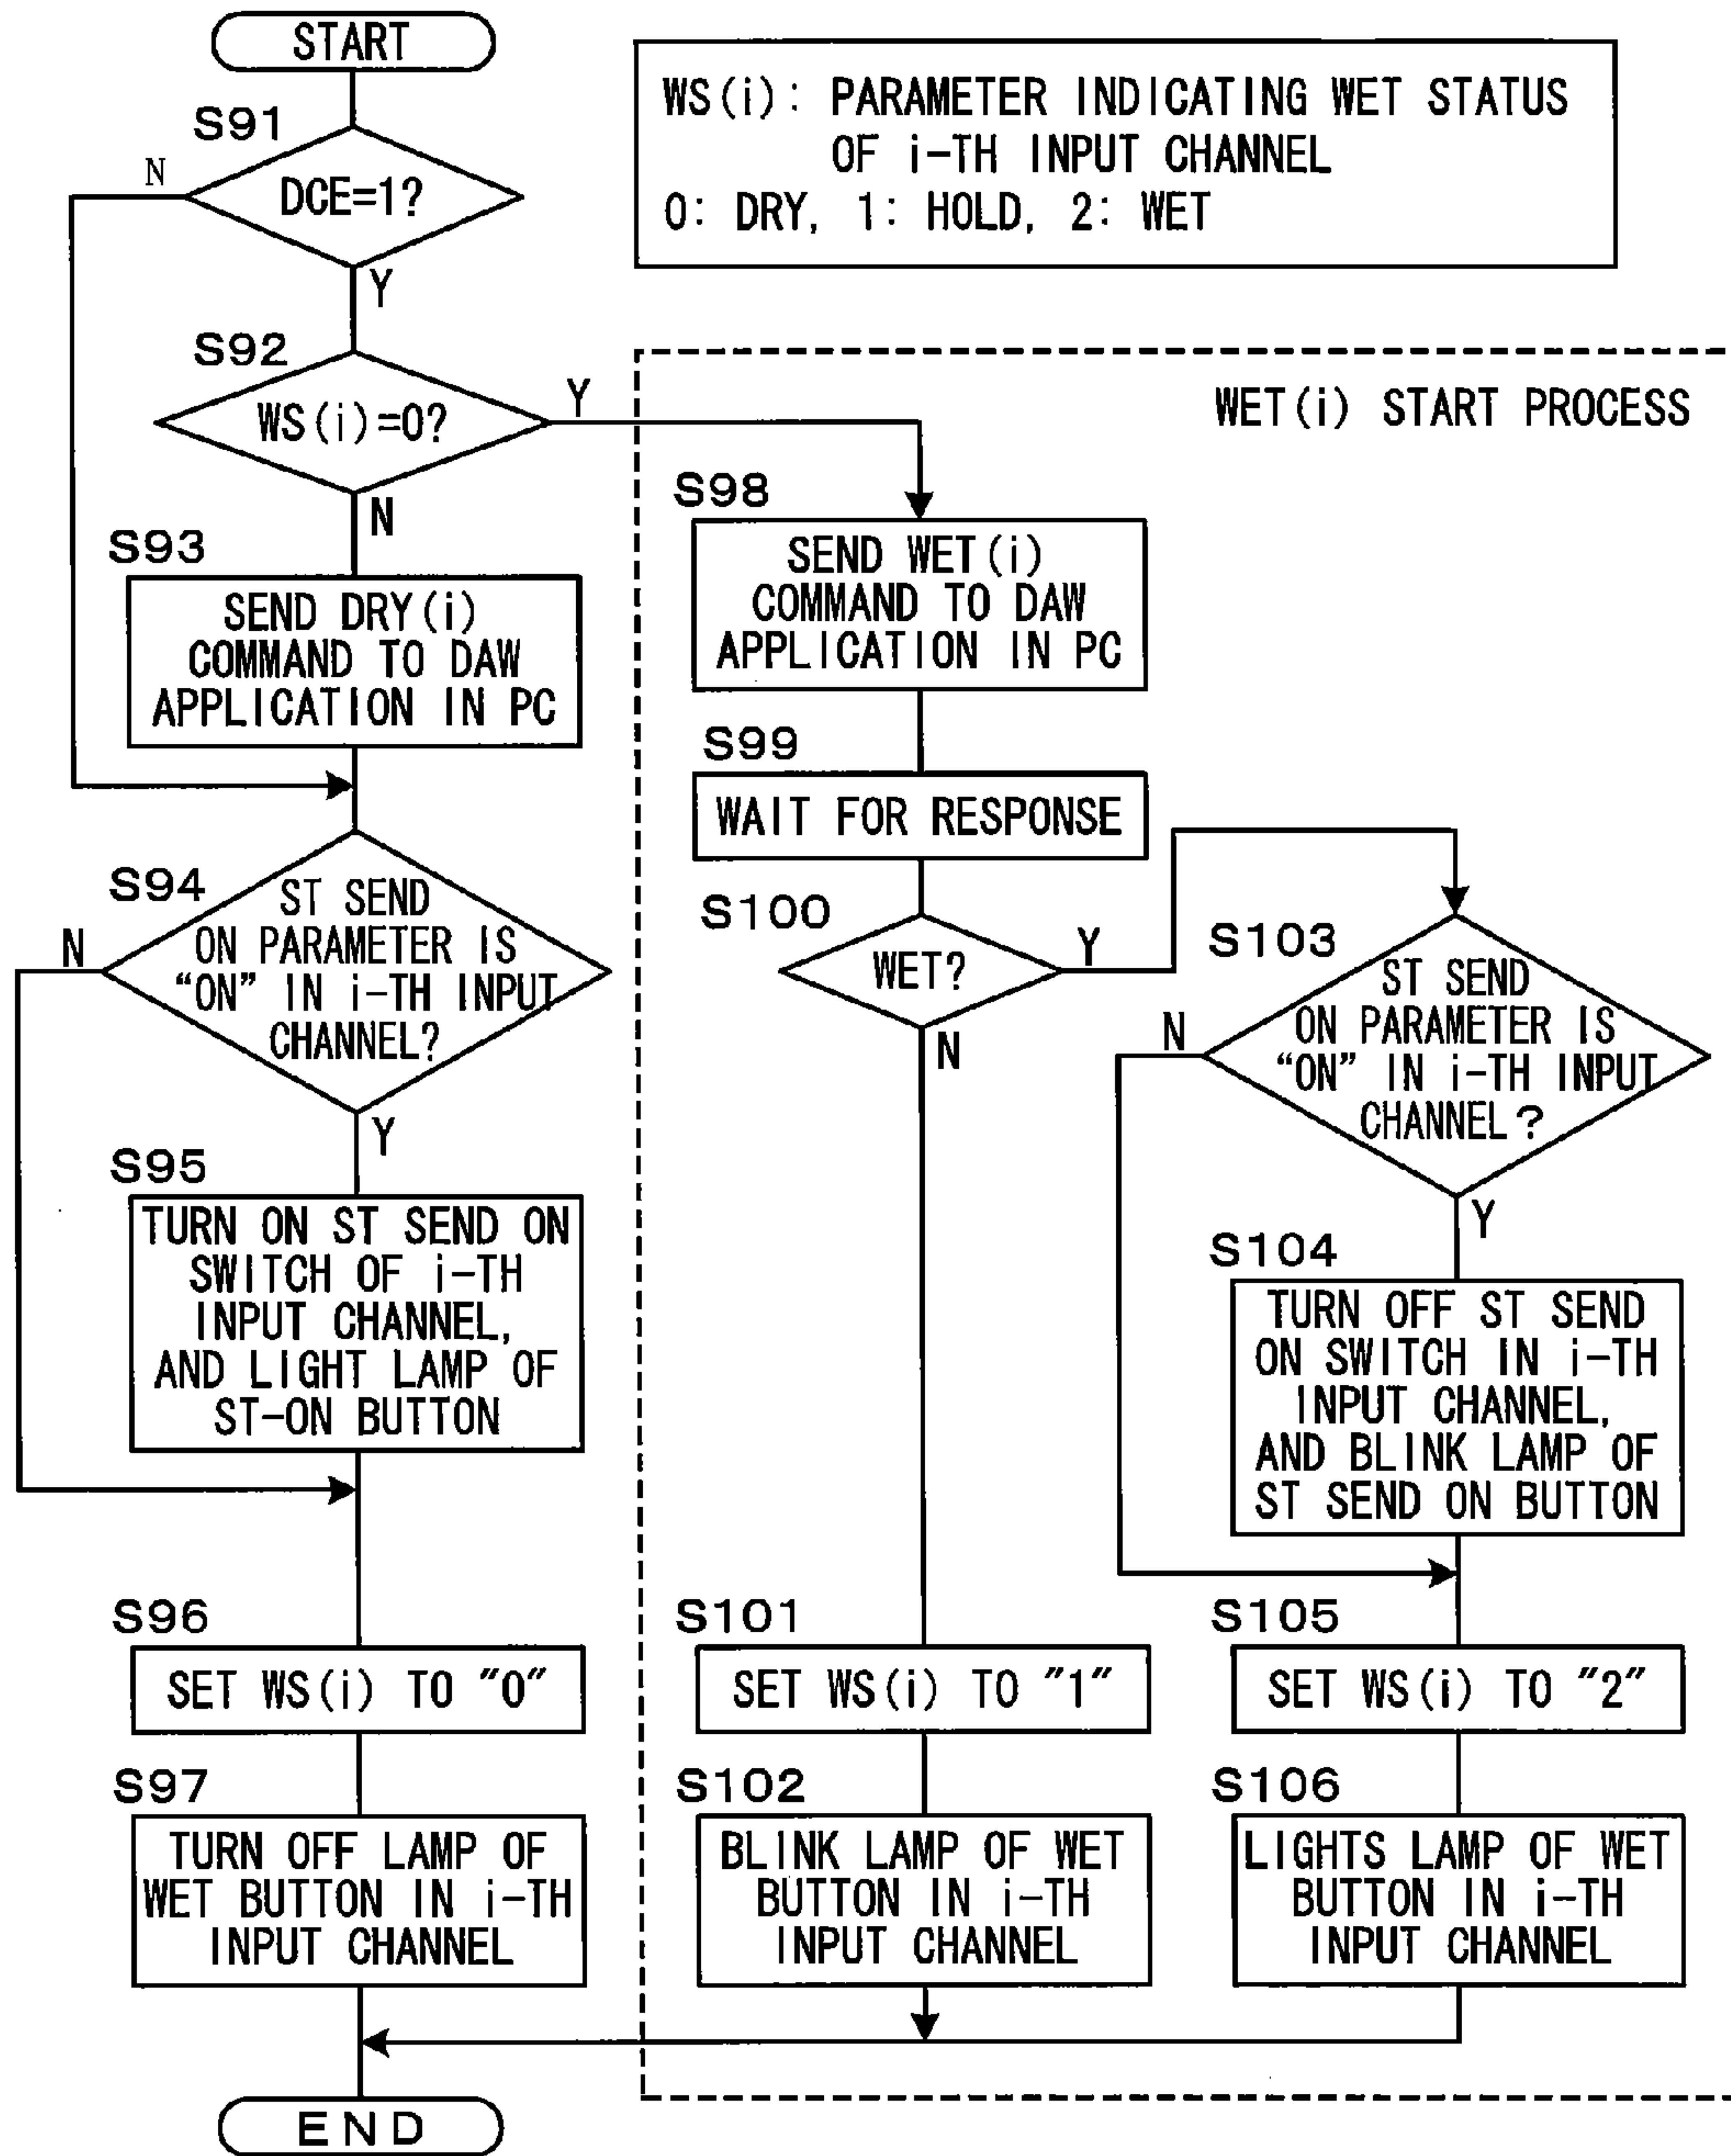 START
WS(i): PARAMETER INDICATING WET STATUS
OF i-TH INPUT CHANNEL
0: DRY, 1: HOLD, 2: WET
S91
N
DCE=1?
Y
S92
WS(i)=0?
Y
N
WET(i) START PROCESS
S93
SEND DRY(i)
COMMAND TO DAW
APPLICATION IN PC
S94
ST SEND
ON PARAMETER IS
“ON” IN i-TH INPUT
CHANNEL?
N
Y
S95
TURN ON ST SEND ON
SWITCH OF i-TH
INPUT CHANNEL,
AND LIGHT LAMP OF
ST-ON BUTTON
S96
SET WS(i) TO "0"
S97
TURN OFF LAMP OF
WET BUTTON IN i-TH
INPUT CHANNEL
S98
SEND WET(i)
COMMAND TO DAW
APPLICATION IN PC
S99
WAIT FOR RESPONSE
S100
WET?
Y
N
S101
SET WS(i) TO "1"
S102
BLINK LAMP OF WET
BUTTON IN i-TH
INPUT CHANNEL
S103
ST SEND
ON PARAMETER IS
“ON” IN i-TH INPUT
CHANNEL?
N
Y
S104
TURN OFF ST SEND
ON SWITCH IN i-TH
INPUT CHANNEL,
AND BLINK LAMP OF
ST SEND ON BUTTON
S105
SET WS(i) TO "2"
S106
LIGHTS LAMP OF WET
BUTTON IN i-TH
INPUT CHANNEL
END